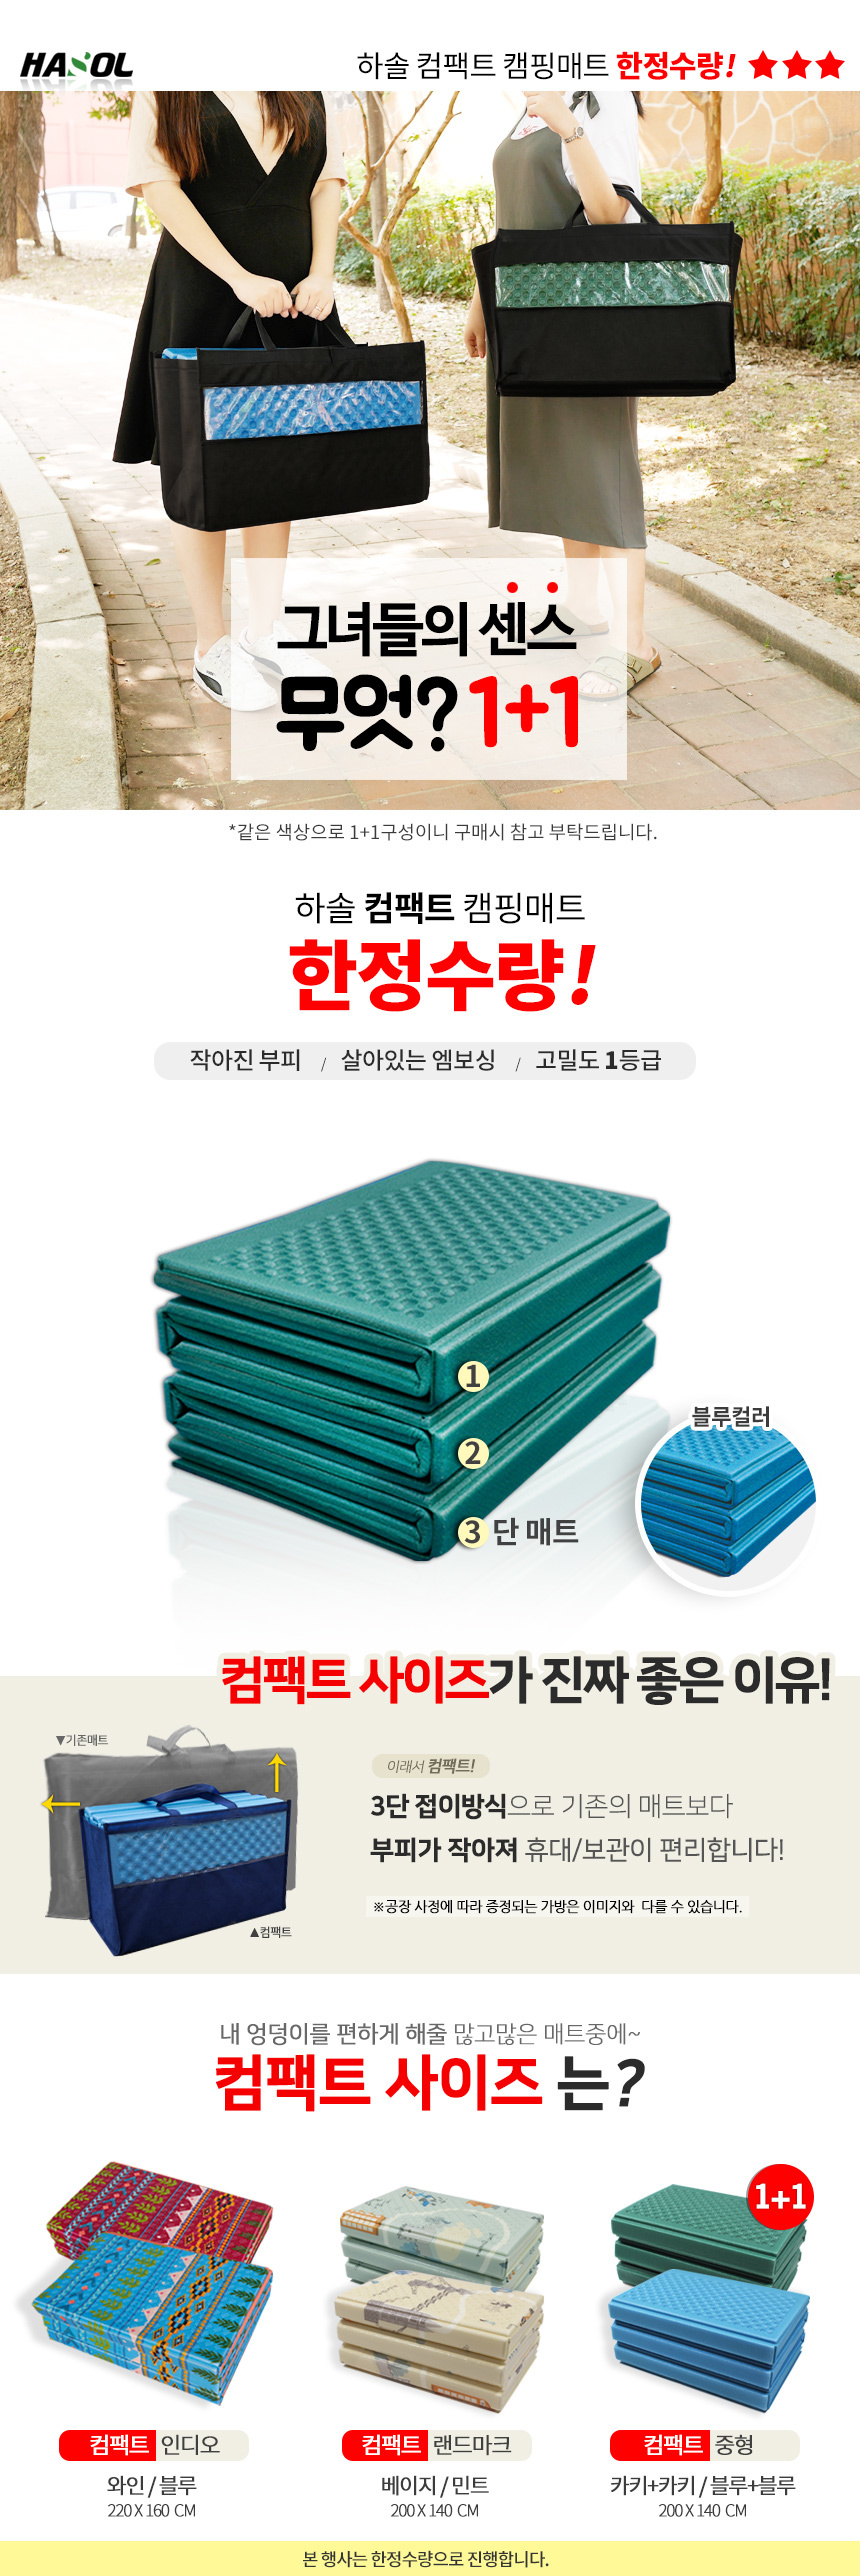 HASOL
하솔 컴팩트 캠핑매트 한정수량! ★★★
그녀들의 센스
무엇? 1+1
*같은 색상으로 1+1구성이니 구매시 참고 부탁드립니다.
하솔 컴팩트 캠핑매트
한정수량!
작아진 부피 / 살아있는 엠보싱 / 고밀도 1등급
1
2
3단 매트
블루컬러
컴팩트 사이즈가 진짜 좋은 이유!
▼기존매트
▲컴팩트
이래서 컴팩트!
3단 접이방식으로 기존의 매트보다
부피가 작아져 휴대/보관이 편리합니다!
※공장 사정에 따라 증정되는 가방은 이미지와 다를 수 있습니다.
내 엉덩이를 편하게 해줄 많고많은 매트중에~
컴팩트 사이즈 는?
1+1
컴팩트 인디오
와인 / 블루
220 X 160 CM
컴팩트 랜드마크
베이지 / 민트
200 X 140 CM
컴팩트 중형
카키+카키 / 블루+블루
200 X 140 CM
본 행사는 한정수량으로 진행합니다.